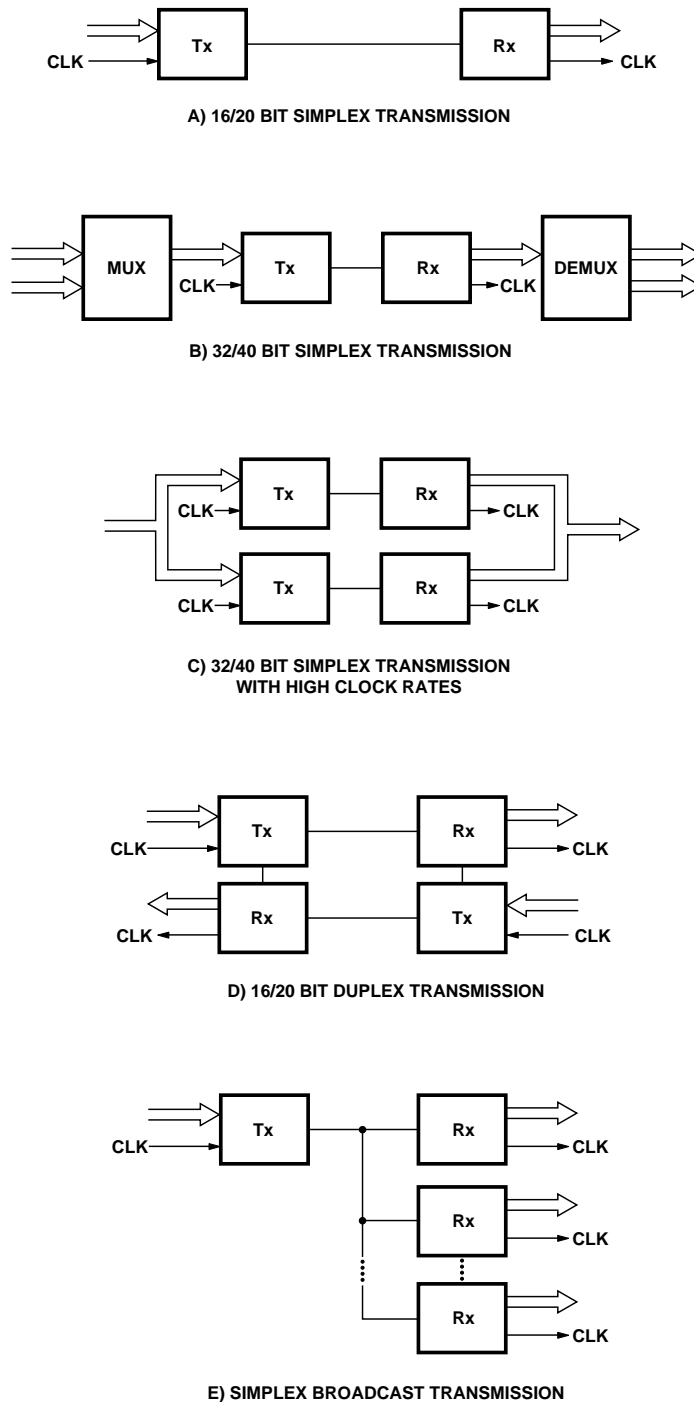 Tx Rx
CLK CLK
A) 16/20 BIT SIMPLEX TRANSMISSION
MUX Tx Rx DEMUX
CLK CLK
B) 32/40 BIT SIMPLEX TRANSMISSION
Tx Rx
CLK CLK
Tx Rx
CLK CLK
C) 32/40 BIT SIMPLEX TRANSMISSION
WITH HIGH CLOCK RATES
Tx Rx
CLK CLK
Rx Tx
CLK CLK
D) 16/20 BIT DUPLEX TRANSMISSION
Tx Rx
CLK CLK
Rx
CLK
Rx
CLK
E) SIMPLEX BROADCAST TRANSMISSION